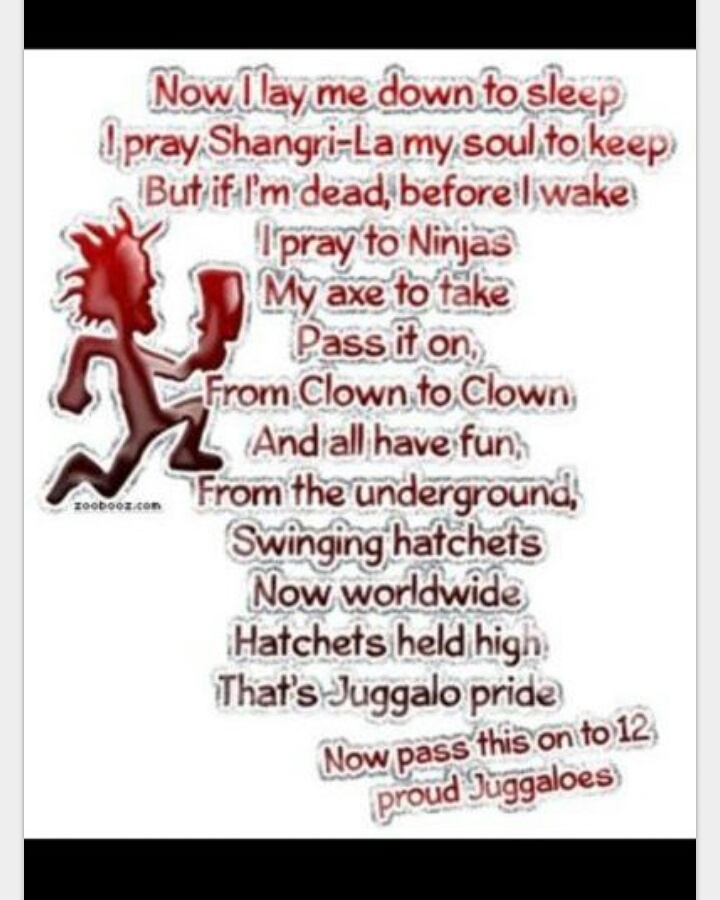 Now I lay me down to sleep
I pray Shangri-La my soul to keep
But if I'm dead, before I wake
I pray to Ninjas
My axe to take
Pass it on,
From Clown to Clown
And all have fun,
From the underground,
Swinging hatchets
Now worldwide
Hatchets held high
That's Juggalo pride
Now pass this on to 12
proud Juggaloes
zoobooz.com